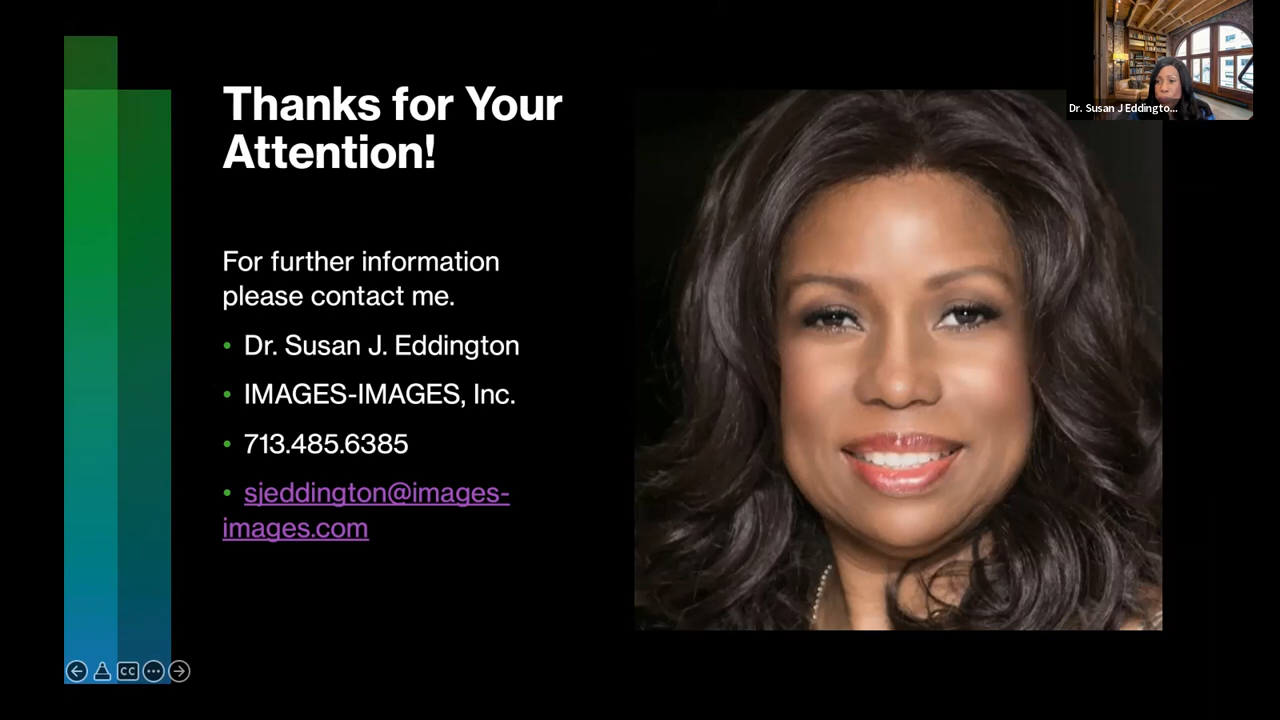 Thanks for Your
Attention!
For further information
please contact me.
• Dr. Susan J. Eddington
• IMAGES-IMAGES, Inc.
• 713.485.6385
• sjeddington@images-
images.com
Dr. Susan J Eddingto...
CC